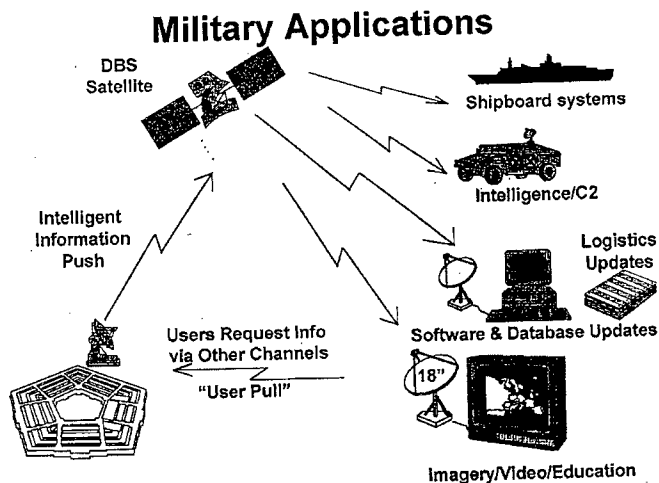 Military Applications
DBS
Satellite
Shipboard systems
Intelligence/C2
Intelligent
Information
Push
Logistics
Updates
Software & Database Updates
Users Request Info
via Other Channels
"User Pull"
18"
Imagery/Video/Education